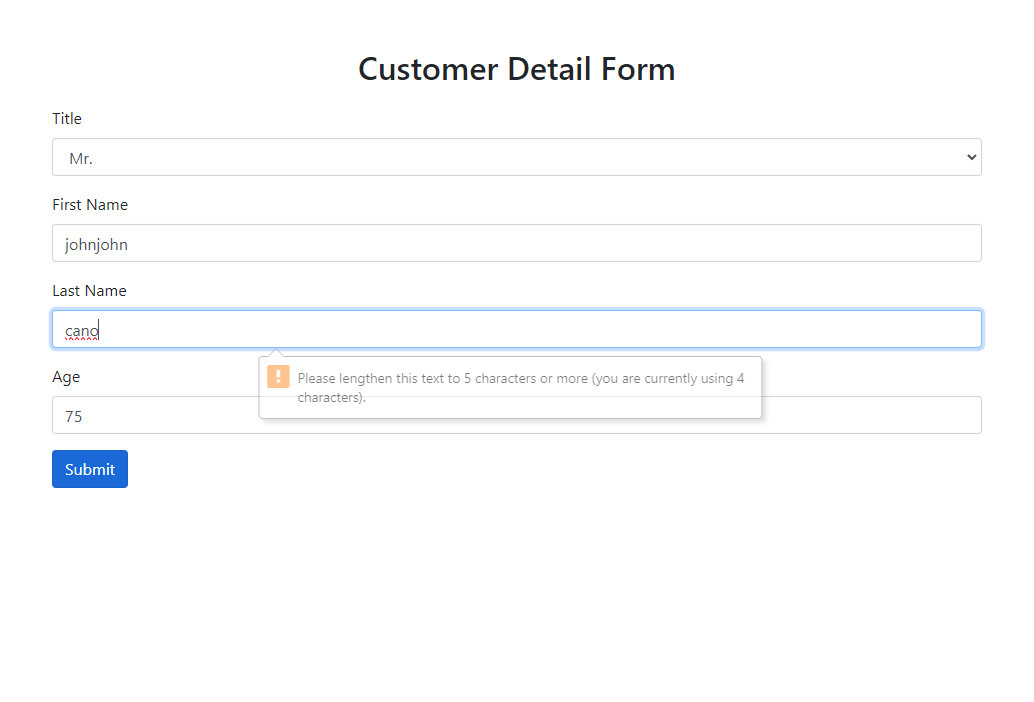 Customer Detail Form
Title
Mr.
First Name
johnjohn
Last Name
cano
Age
Please lengthen this text to 5 characters or more (you are currently using 4
characters).
75
Submit